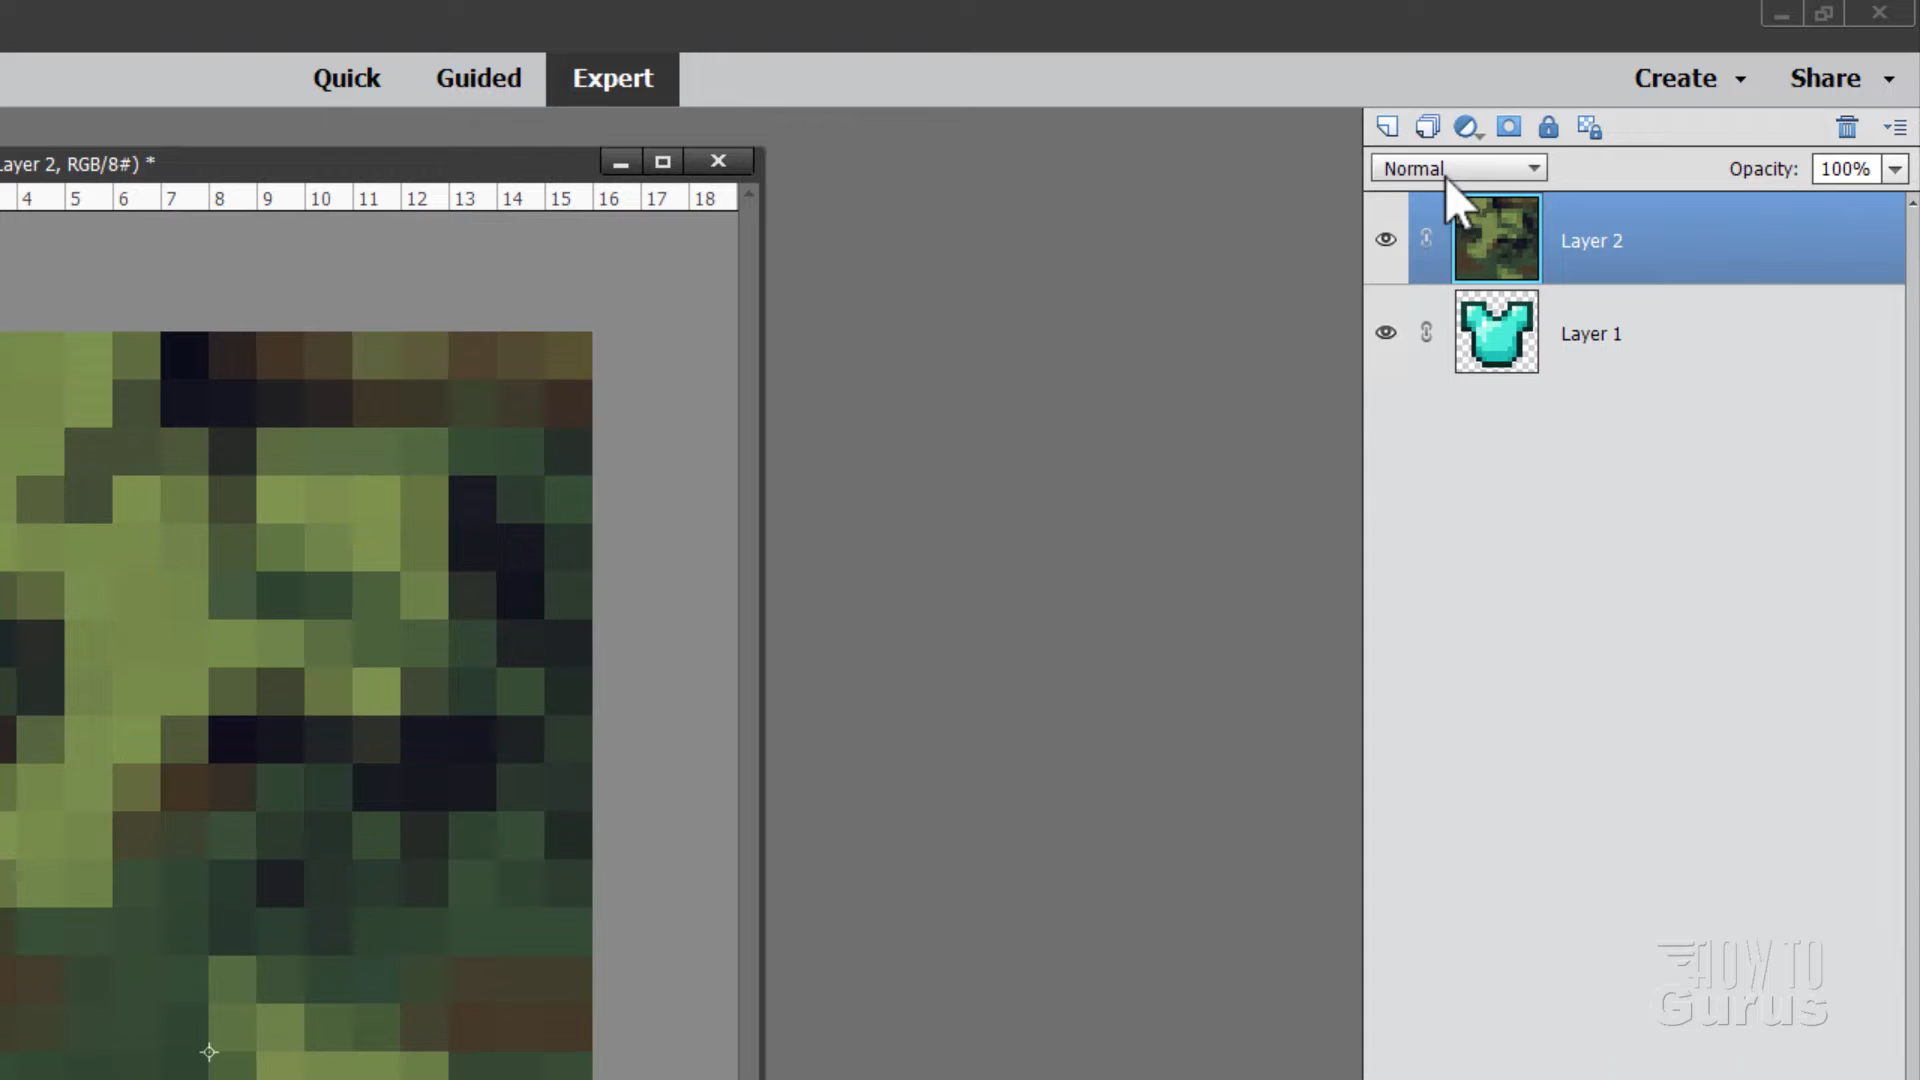 Quick Guided Expert Create Share
Layer 2, RGB/8#) *
4 5 6 7 8 9 10 11 12 13 14 15 16 17 18
Normal Opacity: 100%
Layer 2
Layer 1
HOW TO
Gurus